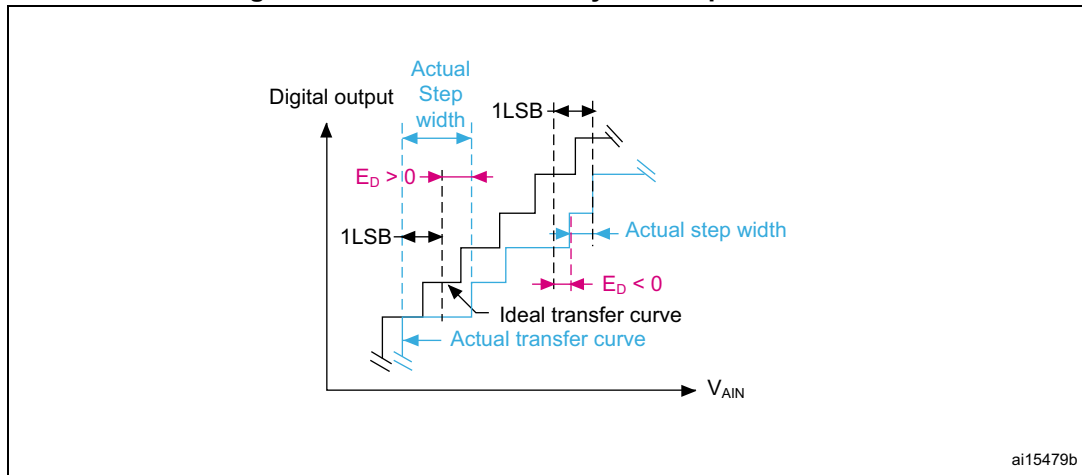 Actual
Step
width
Digital output
1LSB
E_D > 0
1LSB
Actual step width
E_D < 0
Ideal transfer curve
Actual transfer curve
V_AIN
ai15479b